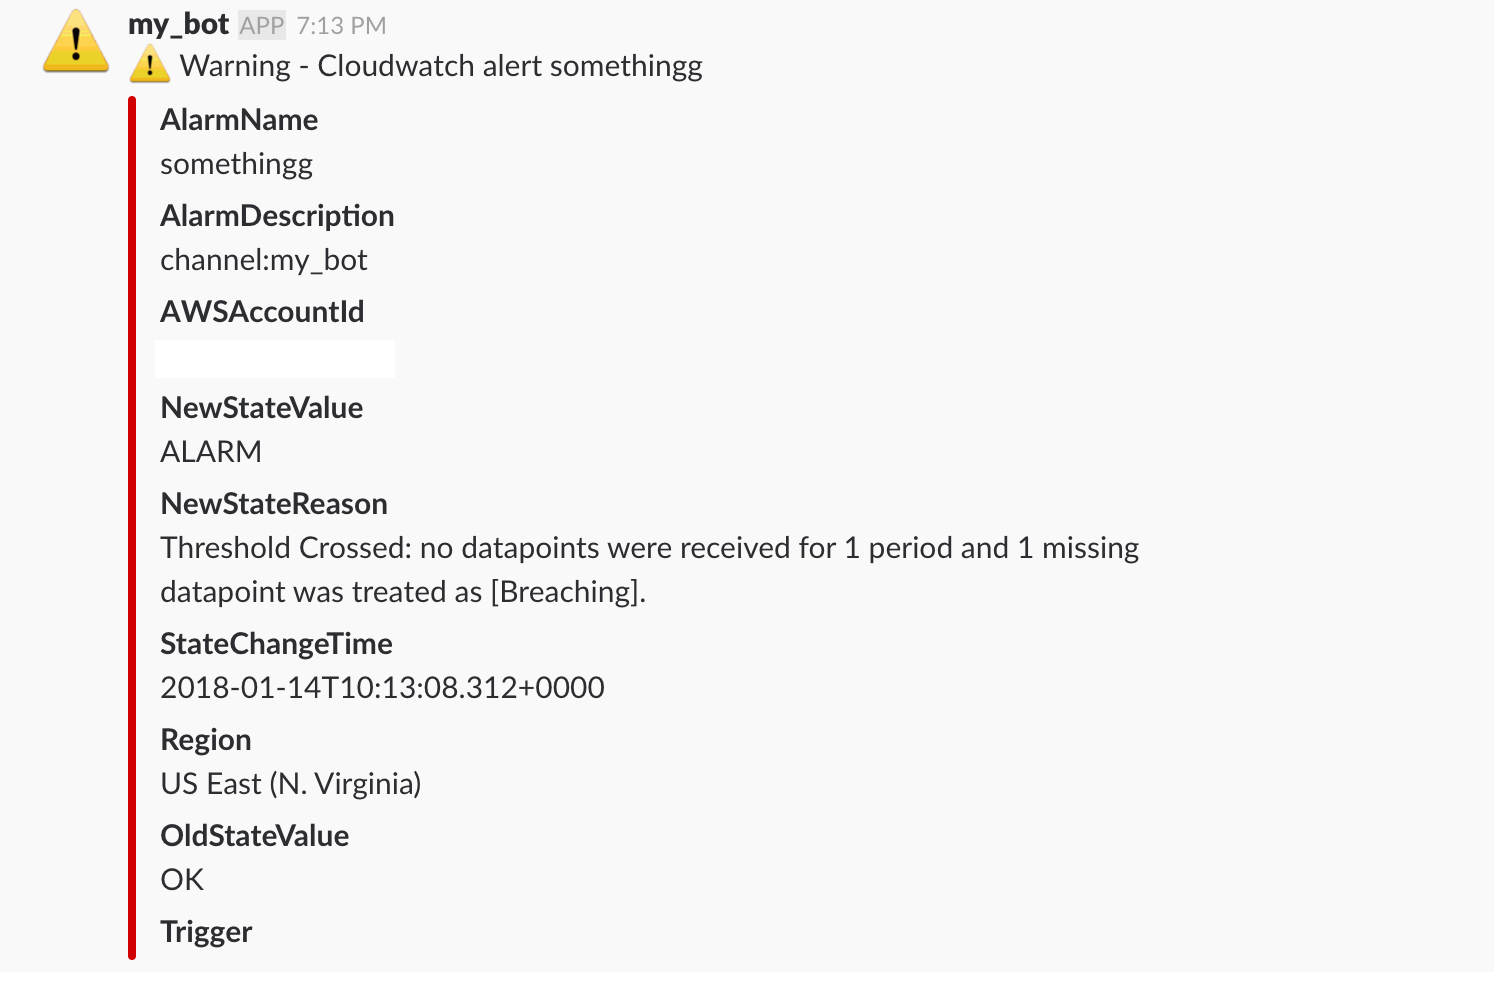 my_bot APP 7:13 PM
Warning - Cloudwatch alert somethingg
AlarmName
somethingg
AlarmDescription
channel:my_bot
AWSAccountId
NewStateValue
ALARM
NewStateReason
Threshold Crossed: no datapoints were received for 1 period and 1 missing
datapoint was treated as [Breaching].
StateChangeTime
2018-01-14T10:13:08.312+0000
Region
US East (N. Virginia)
OldStateValue
OK
Trigger